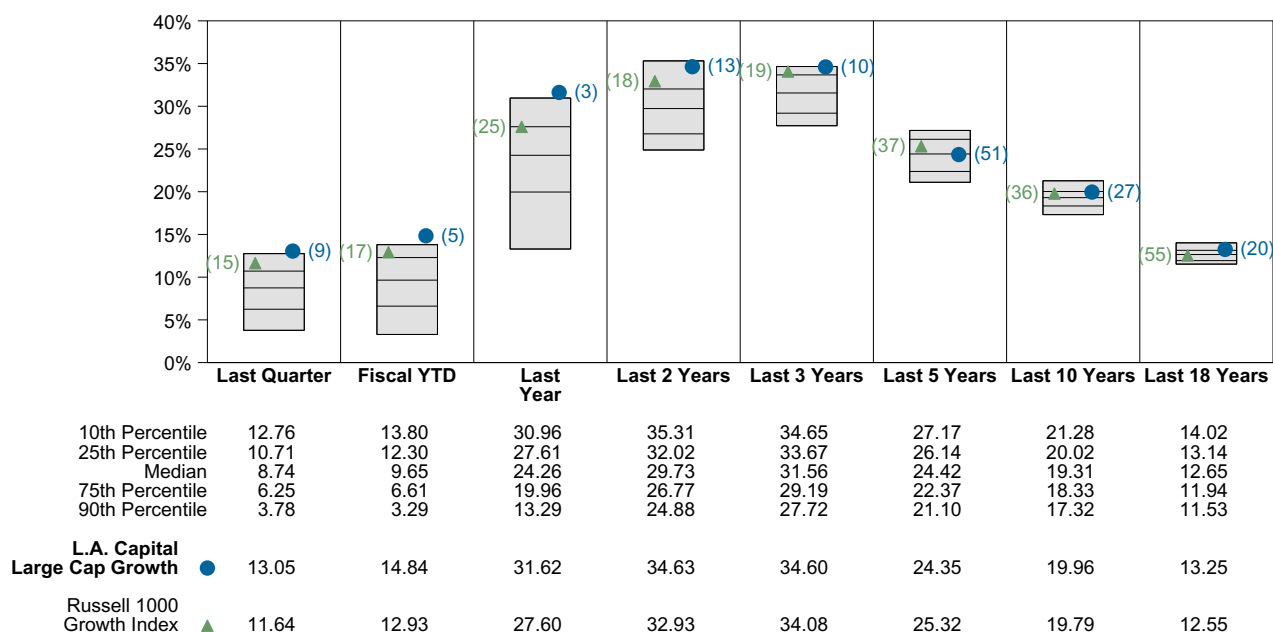 40%
35%
30%
25%
20%
15%
10%
5%
0%
(15) (9)
(17) (5)
(25) (3)
(18) (13)
(19) (10)
(37) (51)
(36) (27)
(55) (20)
Last Quarter Fiscal YTD Last Last 2 Years Last 3 Years Last 5 Years Last 10 Years Last 18 Years
Year
10th Percentile 12.76 13.80 30.96 35.31 34.65 27.17 21.28 14.02
25th Percentile 10.71 12.30 27.61 32.02 33.67 26.14 20.02 13.14
Median 8.74 9.65 24.26 29.73 31.56 24.42 19.31 12.65
75th Percentile 6.25 6.61 19.96 26.77 29.19 22.37 18.33 11.94
90th Percentile 3.78 3.29 13.29 24.88 27.72 21.10 17.32 11.53
L.A. Capital
Large Cap Growth 13.05 14.84 31.62 34.63 34.60 24.35 19.96 13.25
Russell 1000
Growth Index 11.64 12.93 27.60 32.93 34.08 25.32 19.79 12.55